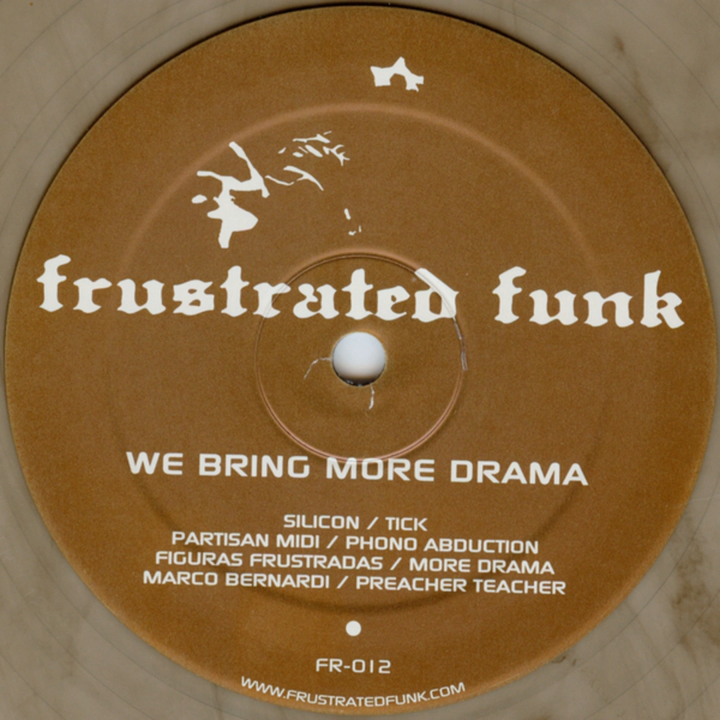 frustrated funk
WE BRING MORE DRAMA
SILICON / TICK
PARTISAN MIDI / PHONO ABDUCTION
FIGURAS FRUSTRADAS / MORE DRAMA
MARCO BERNARDI / PREACHER TEACHER
FR-012
WWW.FRUSTRATEDFUNK.COM